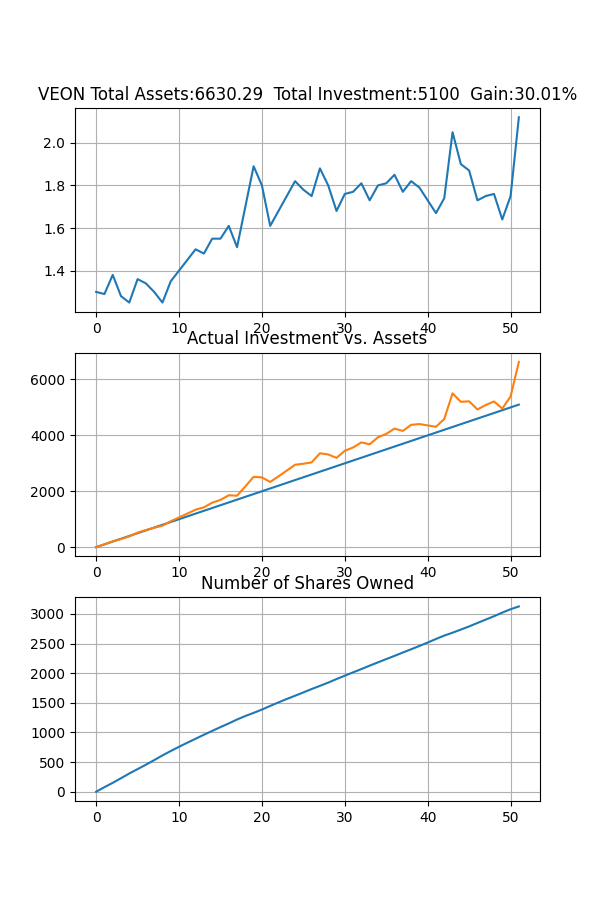 VEON Total Assets:6630.29  Total Investment:5100  Gain:30.01%
2.0
1.8
1.6
1.4
0 10 20 30 40 50
Actual Investment vs. Assets
6000
4000
2000
0
0 10 20 30 40 50
Number of Shares Owned
3000
2500
2000
1500
1000
500
0
0 10 20 30 40 50